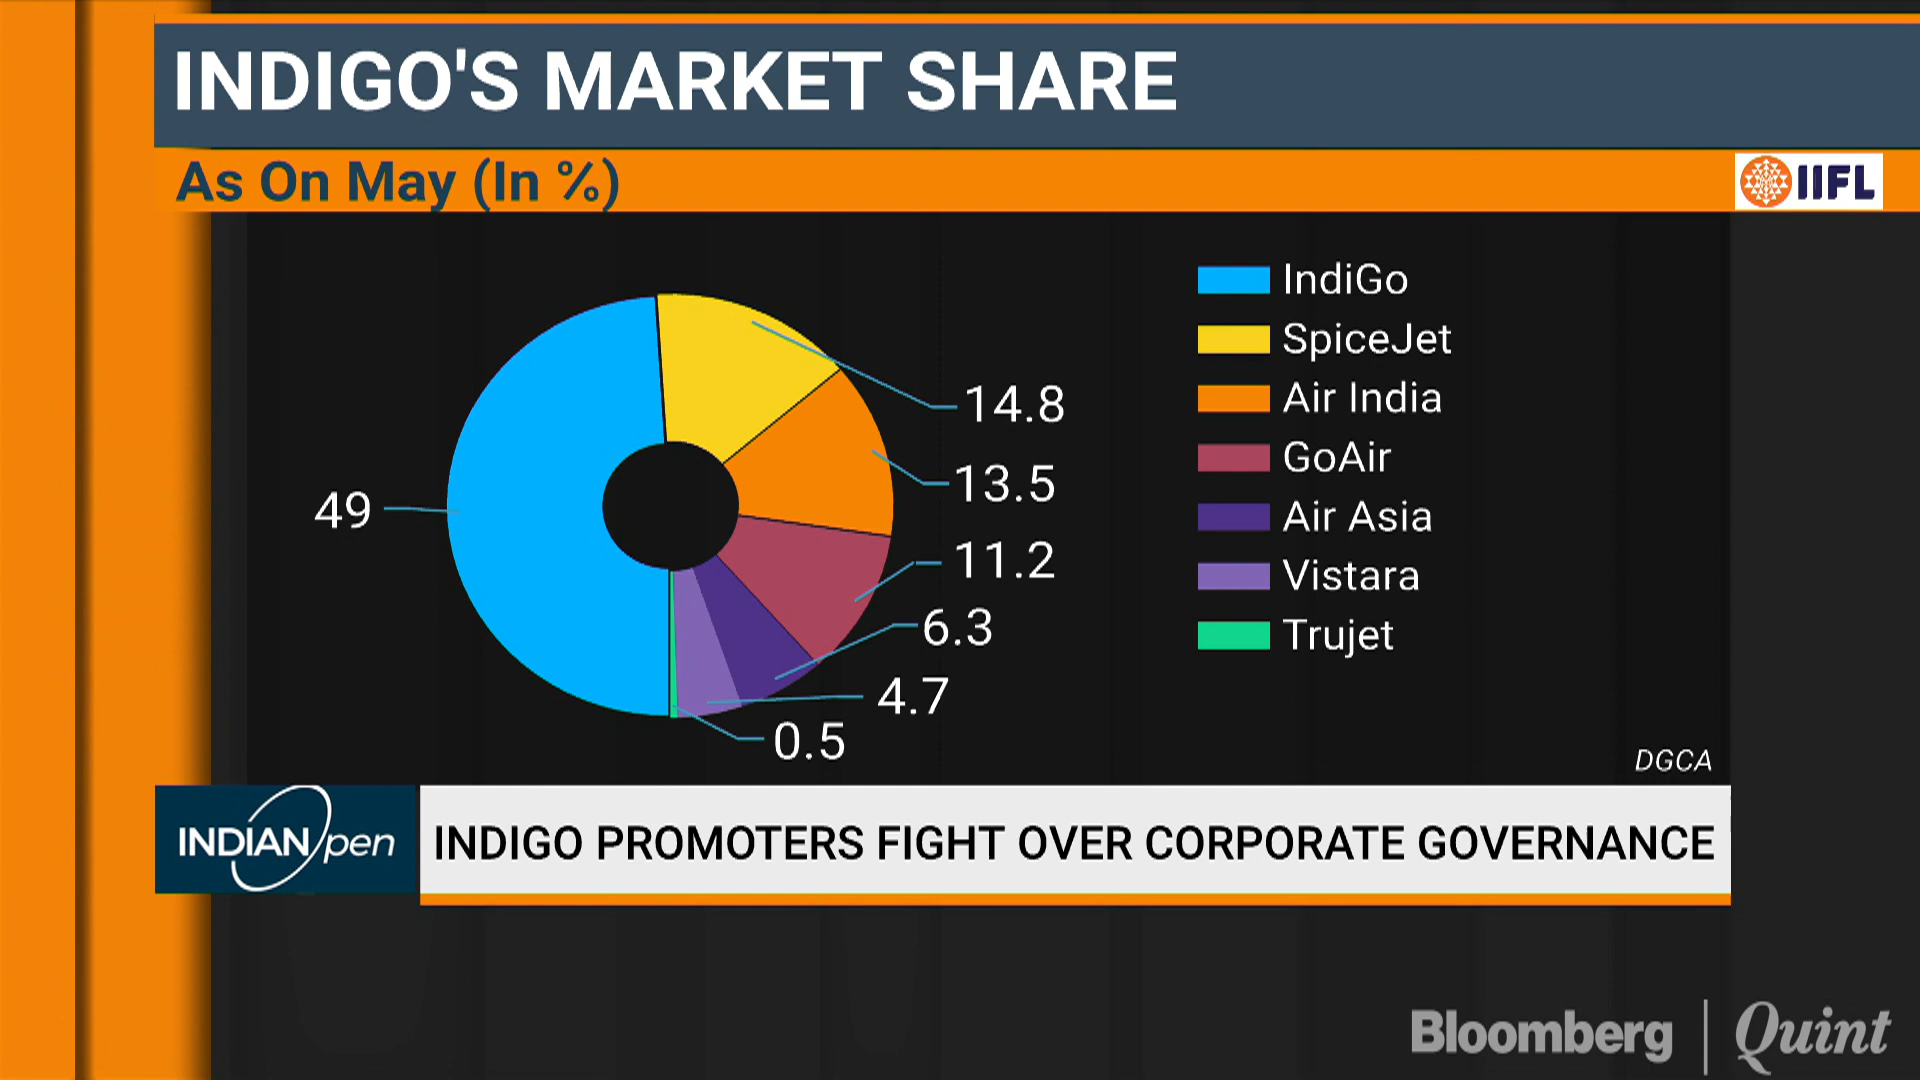 INDIGO'S MARKET SHARE
As On May (In %)
IIFL
49
14.8
13.5
11.2
6.3
4.7
0.5
IndiGo
SpiceJet
Air India
GoAir
Air Asia
Vistara
Trujet
DGCA
INDIAN Open
INDIGO PROMOTERS FIGHT OVER CORPORATE GOVERNANCE
Bloomberg | Quint